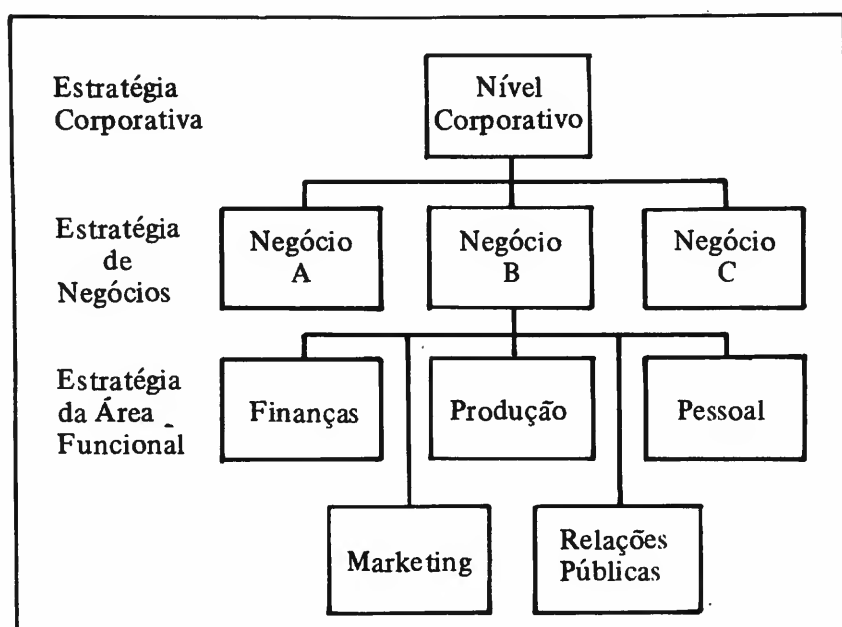 Estratégia
Corporativa
Nível
Corporativo
Estratégia
de
Negócios
Negócio
A
Negócio
B
Negócio
C
Estratégia
da Área
Funcional
Finanças
Produção
Pessoal
Marketing
Relações
Públicas